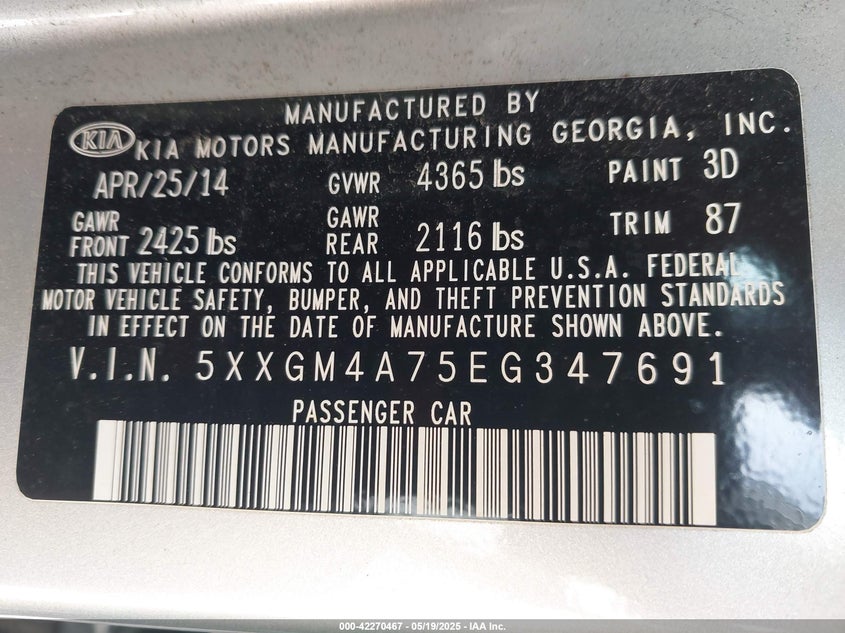 MANUFACTURED BY
KIA KIA MOTORS MANUFACTURING GEORGIA, INC.
APR/25/14 GVWR 4365 lbs PAINT 3D
GAWR FRONT 2425 lbs GAWR REAR 2116 lbs TRIM 87
THIS VEHICLE CONFORMS TO ALL APPLICABLE U.S.A. FEDERAL
MOTOR VEHICLE SAFETY, BUMPER, AND THEFT PREVENTION STANDARDS
IN EFFECT ON THE DATE OF MANUFACTURE SHOWN ABOVE.
V.I.N. 5XXGM4A75EG347691
PASSENGER CAR
000-42270467 - 05/19/2025 - IAA Inc.